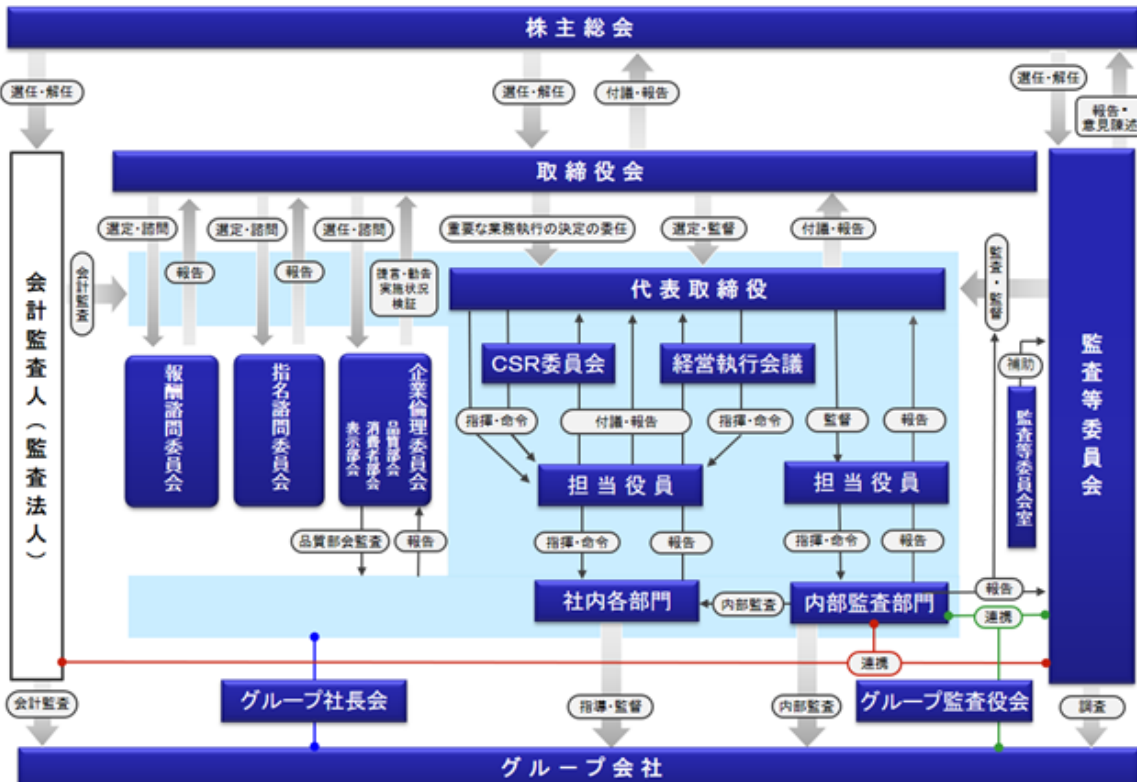 株主総会
選任・解任
選任・解任
付議・報告
選任・解任
報告・
意見陳述
取締役会
選定・諮問
報告
選定・諮問
報告
選任・諮問
提言・勧告
実施状況
検証
重要な業務執行の決定の委任
選定・監督
付議・報告
会計監査人（監査法人）
会計監査
監査・監督
監査等委員会
代表取締役
CSR委員会
経営執行会議
補助
監査等委員会室
報酬諮問委員会
指名諮問委員会
企業倫理委員会
品質部会
消費者部会
表示部会
指揮・命令
付議・報告
指揮・命令
監督
報告
担当役員
担当役員
品質部会監査
報告
指揮・命令
報告
指揮・命令
報告
社内各部門
内部監査
内部監査部門
報告
連携
連携
会計監査
グループ社長会
指導・監督
内部監査
グループ監査役会
調査
グループ会社